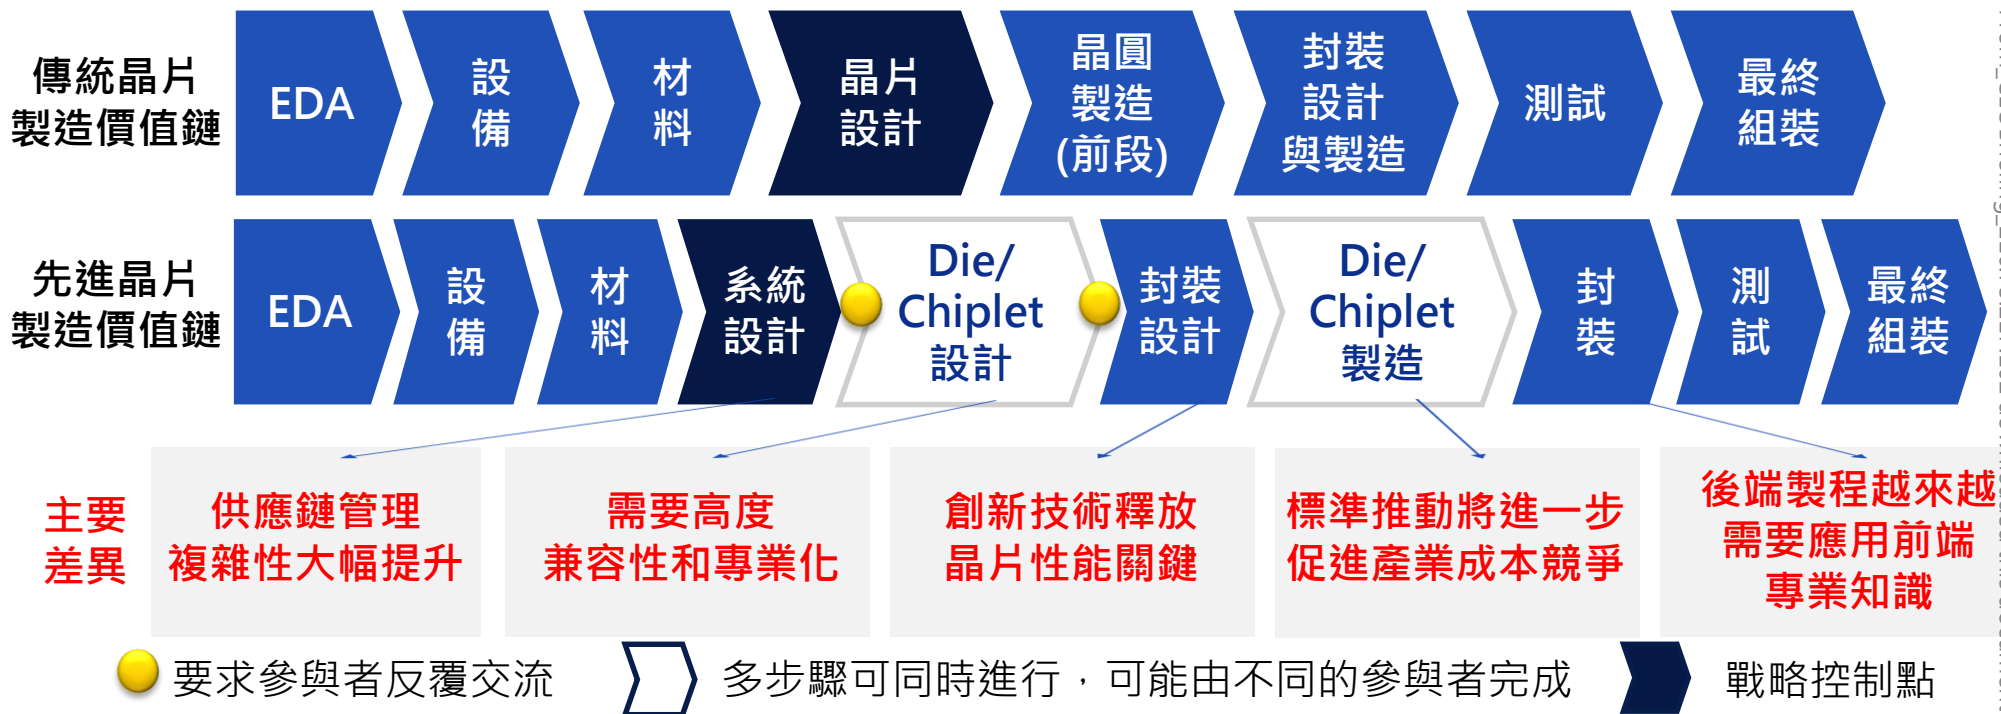 傳統晶片
製造價值鏈
EDA
設
備
材
料
晶片
設計
晶圓
製造
(前段)
封裝
設計
與製造
測試
最終
組裝
先進晶片
製造價值鏈
EDA
設
備
材
料
系統
設計
Die/
Chiplet
設計
封裝
設計
Die/
Chiplet
製造
封
裝
測
試
最終
組裝
主要
差異
供應鏈管理
複雜性大幅提升
需要高度
兼容性和專業化
創新技術釋放
晶片性能關鍵
標準推動將進一步
促進產業成本競爭
後端製程越來越
需要應用前端
專業知識
要求參與者反覆交流
多步驟可同時進行，可能由不同的參與者完成
戰略控制點